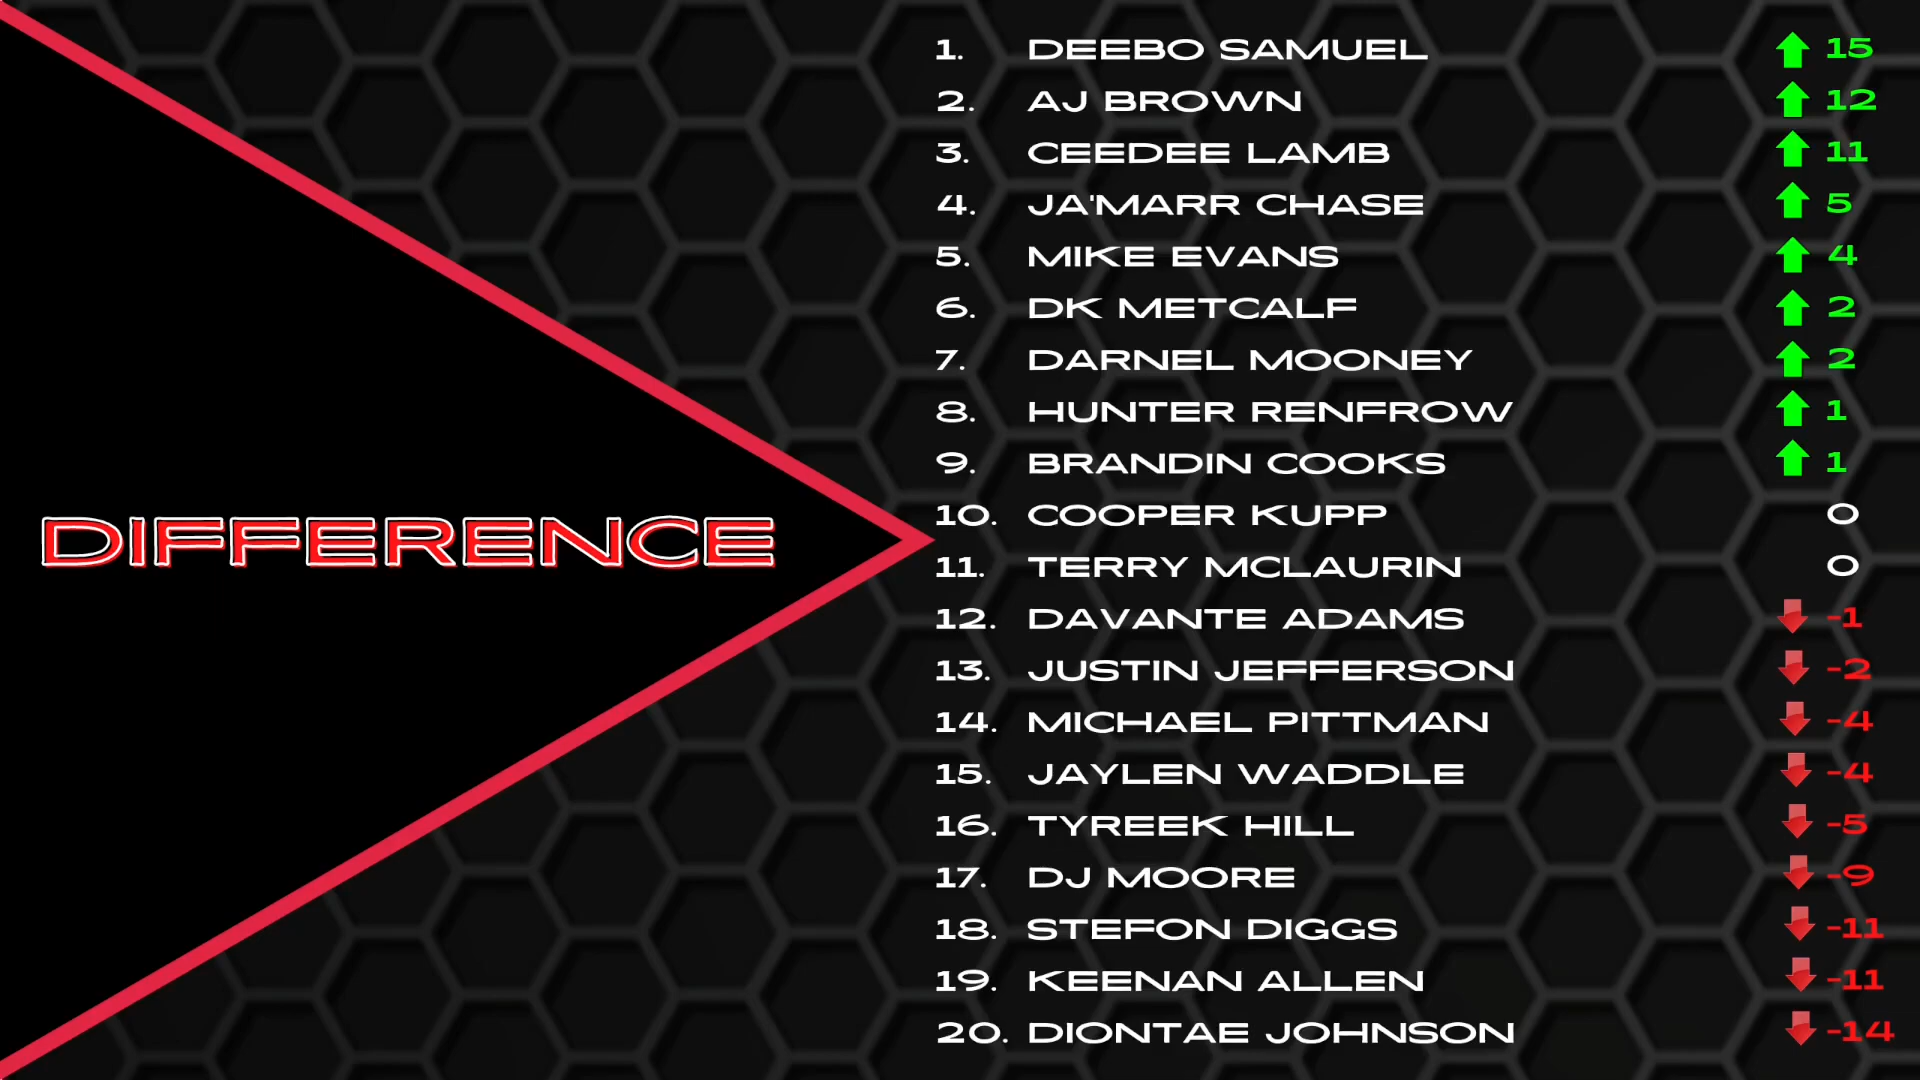 DIFFERENCE
1. DEEBO SAMUEL 15
2. AJ BROWN 12
3. CEEDEE LAMB 11
4. JA'MARR CHASE 5
5. MIKE EVANS 4
6. DK METCALF 2
7. DARNEL MOONEY 2
8. HUNTER RENFROW 1
9. BRANDIN COOKS 1
10. COOPER KUPP 0
11. TERRY MCLAURIN 0
12. DAVANTE ADAMS -1
13. JUSTIN JEFFERSON -2
14. MICHAEL PITTMAN -4
15. JAYLEN WADDLE -4
16. TYREEK HILL -5
17. DJ MOORE -9
18. STEFON DIGGS -11
19. KEENAN ALLEN -11
20. DIONTAE JOHNSON -14